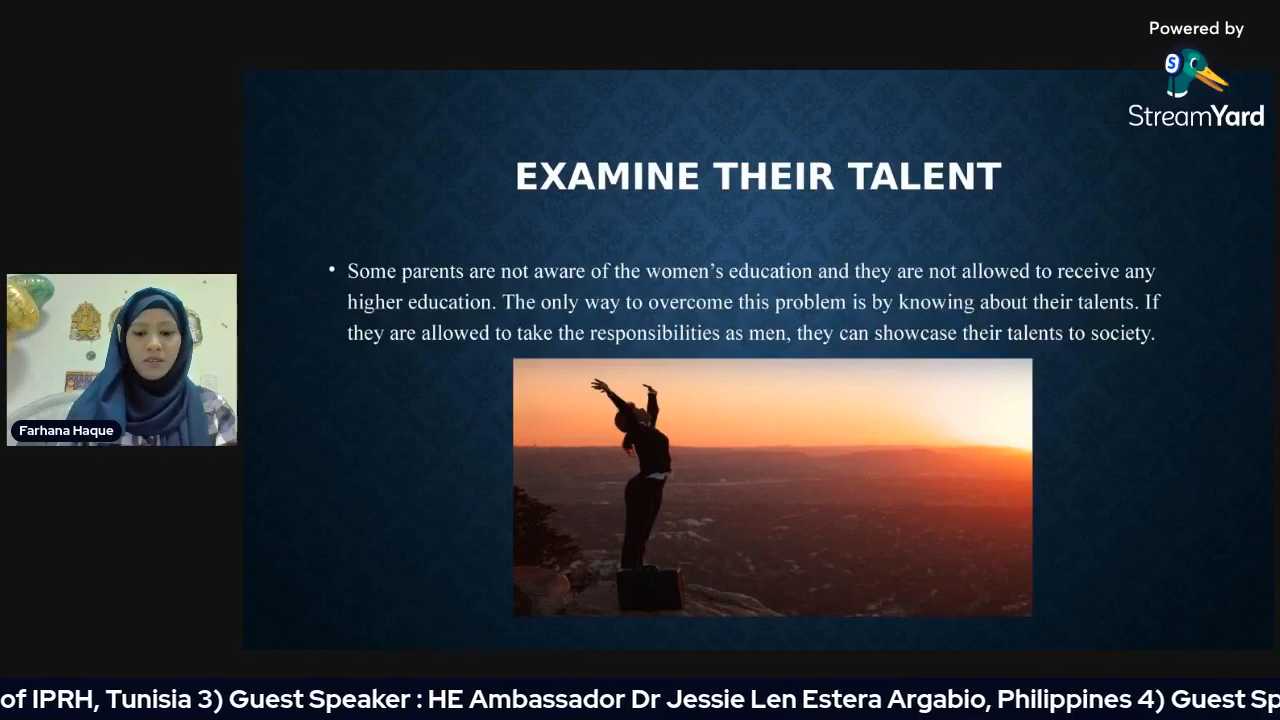 Powered by
StreamYard
EXAMINE THEIR TALENT
• Some parents are not aware of the women’s education and they are not allowed to receive any
higher education. The only way to overcome this problem is by knowing about their talents. If
they are allowed to take the responsibilities as men, they can showcase their talents to society.
Farhana Haque
of IPRH, Tunisia 3) Guest Speaker : HE Ambassador Dr Jessie Len Estera Argabio, Philippines 4) Guest Sp